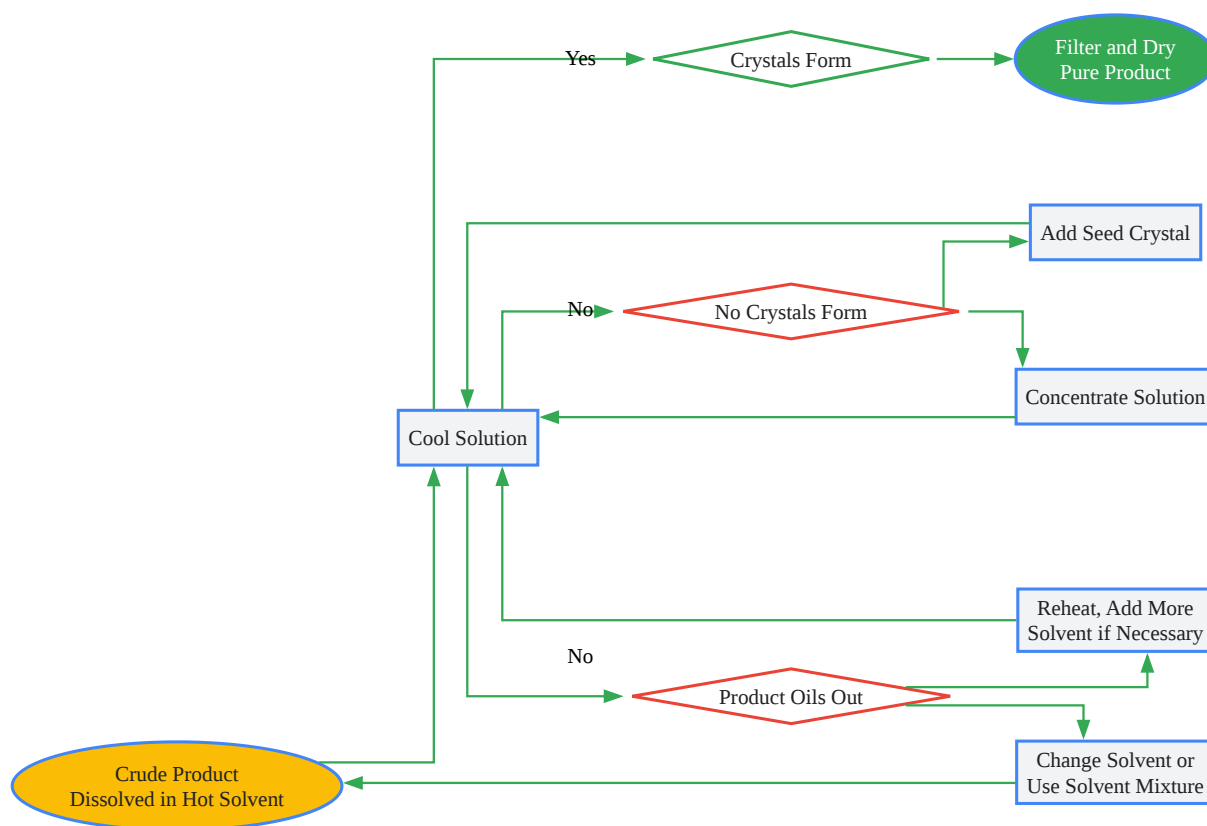 Yes
Crystals Form
Filter and Dry
Pure Product
Add Seed Crystal
No
No Crystals Form
Concentrate Solution
Cool Solution
Reheat, Add More
Solvent if Necessary
No
Product Oils Out
Change Solvent or
Use Solvent Mixture
Crude Product
Dissolved in Hot Solvent